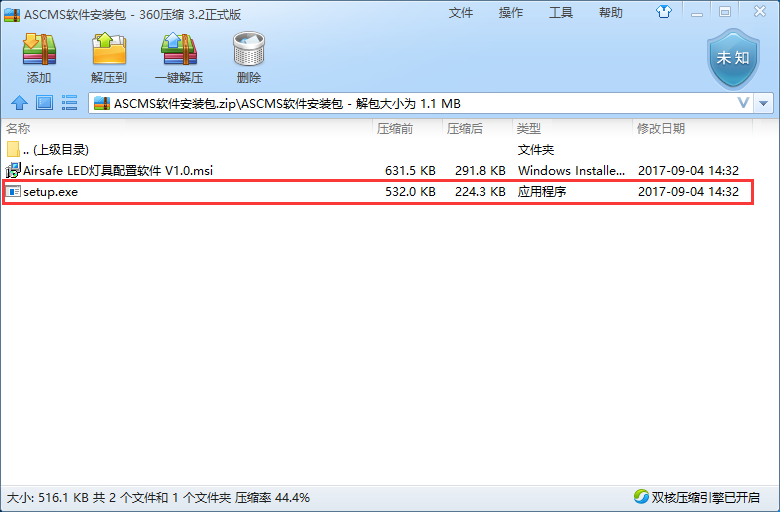 ASCMS软件安装包 - 360压缩 3.2正式版 文件 操作 工具 帮助
添加 解压到 一键解压 删除 未知
ASCMS软件安装包.zip\ASCMS软件安装包 - 解包大小为 1.1 MB
名称 压缩前 压缩后 类型 修改日期
.. (上级目录) 文件夹
Airsafe LED灯具配置软件 V1.0.msi 631.5 KB 291.8 KB Windows Installe... 2017-09-04 14:32
setup.exe 532.0 KB 224.3 KB 应用程序 2017-09-04 14:32
大小: 516.1 KB 共 2 个文件和 1 个文件夹 压缩率 44.4% 双核压缩引擎已开启